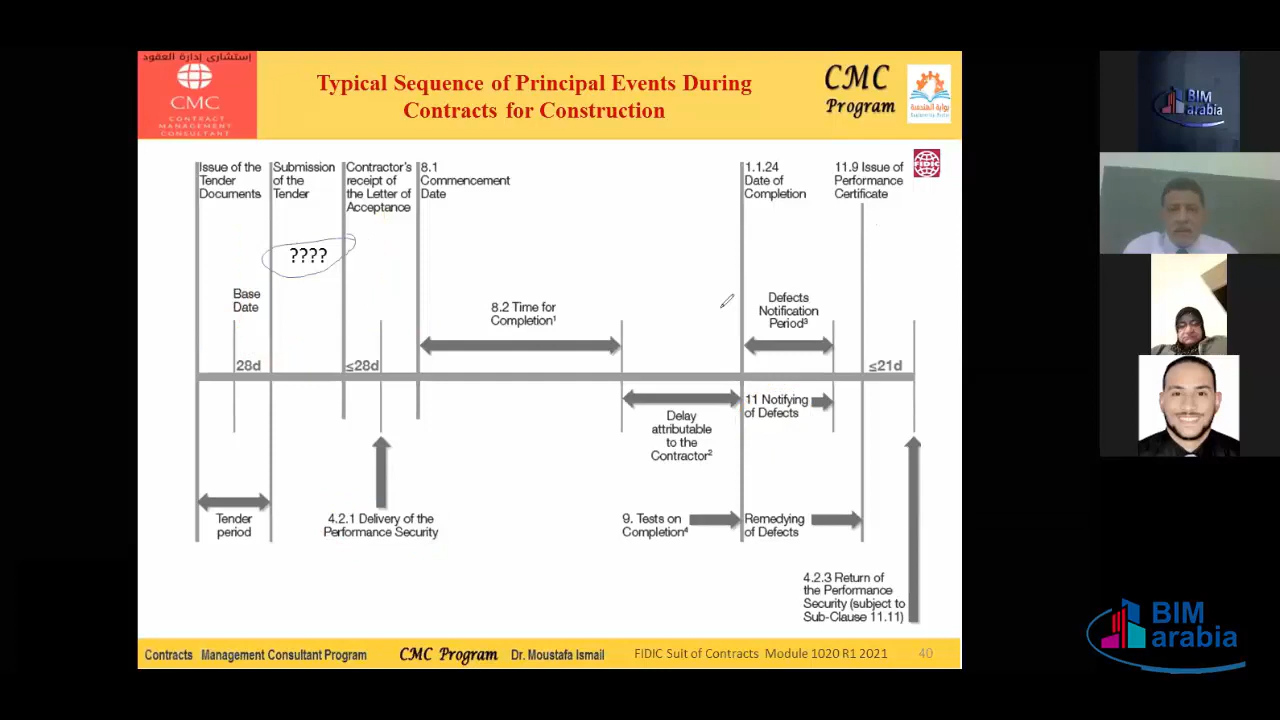 إستشارى إدارة العقود
CMC
CONTRACT
MANAGEMENT
CONSULTANT
Typical Sequence of Principal Events During
Contracts for Construction
CMC
Program
بوابة الهندسة
FIDIC
Issue of the
Tender
Documents
Submission
of the
Tender
Contractor's
receipt of
the Letter of
Acceptance
8.1
Commencement
Date
1.1.24
Date of
Completion
11.9 Issue of
Performance
Certificate
????
Base
Date
8.2 Time for
Completion¹
Defects
Notification
Period³
28d
≤28d
≤21d
Delay
attributable
to the
Contractor²
11 Notifying
of Defects
Tender
period
4.2.1 Delivery of the
Performance Security
9. Tests on
Completion⁴
Remedying
of Defects
4.2.3 Return of
the Performance
Security (subject to
Sub-Clause 11.11)
Contracts Management Consultant Program
CMC Program
Dr. Moustafa Ismail
FIDIC Suit of Contracts Module 1020 R1 2021
40
BIM
arabia
BIM
arabia